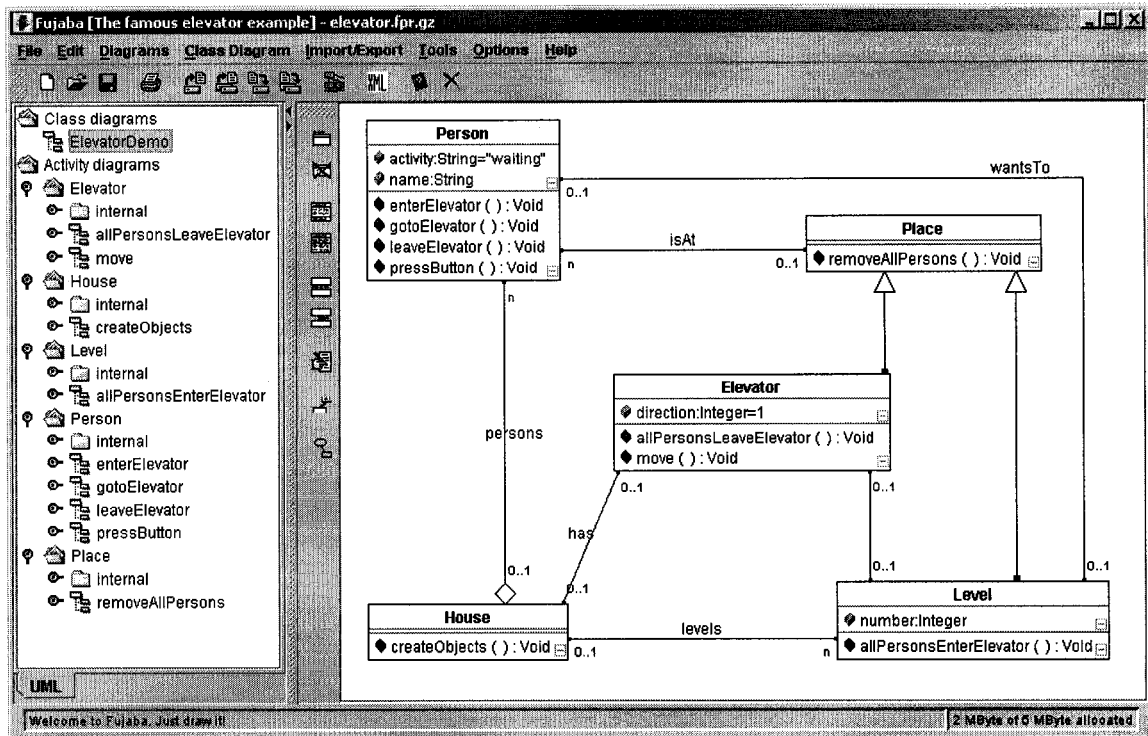 Fujaba [The famous elevator example] - elevator.fpr.gz
File Edit Diagrams Class Diagram Import/Export Tools Options Help
UML
Class diagrams
ElevatorDemo
Activity diagrams
Elevator
internal
allPersonsLeaveElevator
move
House
internal
createObjects
Level
internal
allPersonsEnterElevator
Person
internal
enterElevator
gotoElevator
leaveElevator
pressButton
Place
internal
removeAllPersons
UML
Person
activity:String="waiting"
name:String
enterElevator ( ) : Void
gotoElevator ( ) : Void
leaveElevator ( ) : Void
pressButton ( ) : Void
0..1
wantsTo
n
isAt
0..1
Place
removeAllPersons ( ) : Void
n
persons
0..1
Elevator
direction:Integer=1
allPersonsLeaveElevator ( ) : Void
move ( ) : Void
0..1
has
0..1
0..1
0..1
0..1
House
createObjects ( ) : Void
0..1
levels
n
Level
number:Integer
allPersonsEnterElevator ( ) : Void
Welcome to Fujaba. Just draw it!
2 MByte of 5 MByte allocated